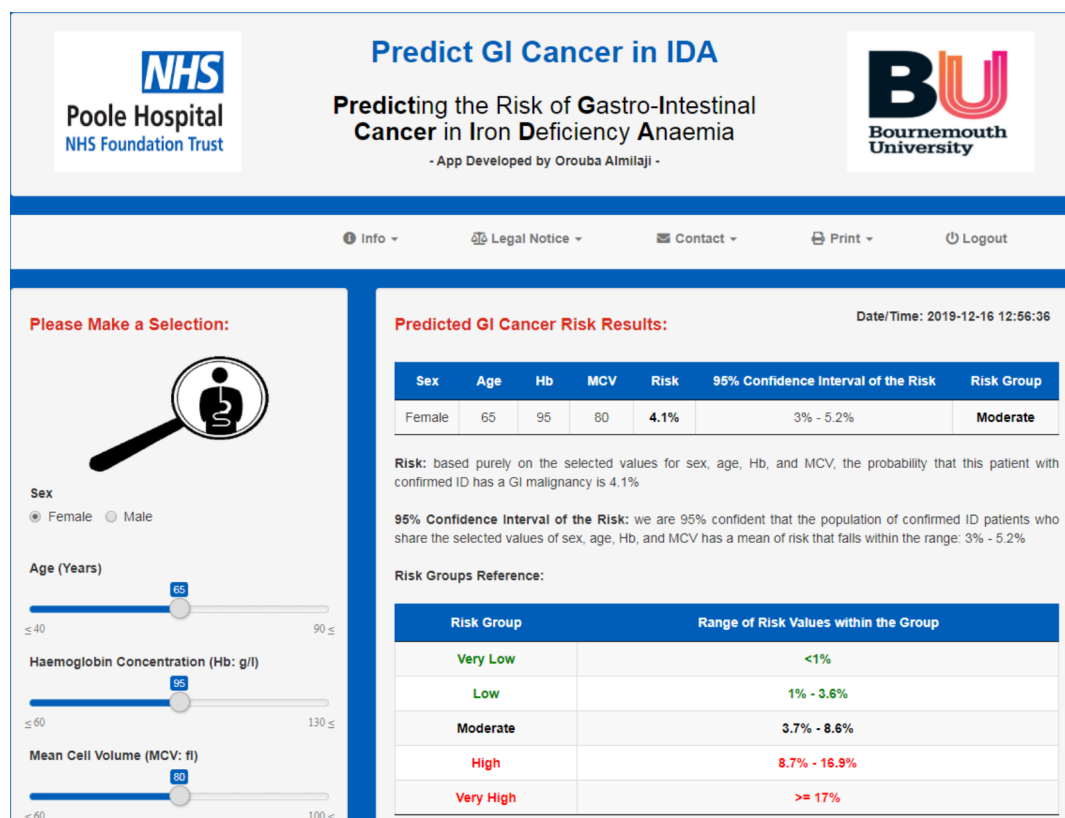 NHS
Poole Hospital
NHS Foundation Trust
Predict GI Cancer in IDA
Predicting the Risk of Gastro-Intestinal
Cancer in Iron Deficiency Anaemia
- App Developed by Orouba Almilaji -
BU
Bournemouth
University
Info
Legal Notice
Contact
Print
Logout
Please Make a Selection:
Sex
Female Male
Age (Years)
65
≤ 40 90 ≤
Haemoglobin Concentration (Hb: g/l)
95
≤ 60 130 ≤
Mean Cell Volume (MCV: fl)
80
≤ 60 100 ≤
Predicted GI Cancer Risk Results:
Date/Time: 2019-12-16 12:56:36
Sex Age Hb MCV Risk 95% Confidence Interval of the Risk Risk Group
Female 65 95 80 4.1% 3% - 5.2% Moderate
Risk: based purely on the selected values for sex, age, Hb, and MCV, the probability that this patient with
confirmed ID has a GI malignancy is 4.1%
95% Confidence Interval of the Risk: we are 95% confident that the population of confirmed ID patients who
share the selected values of sex, age, Hb, and MCV has a mean of risk that falls within the range: 3% - 5.2%
Risk Groups Reference:
Risk Group Range of Risk Values within the Group
Very Low <1%
Low 1% - 3.6%
Moderate 3.7% - 8.6%
High 8.7% - 16.9%
Very High >= 17%